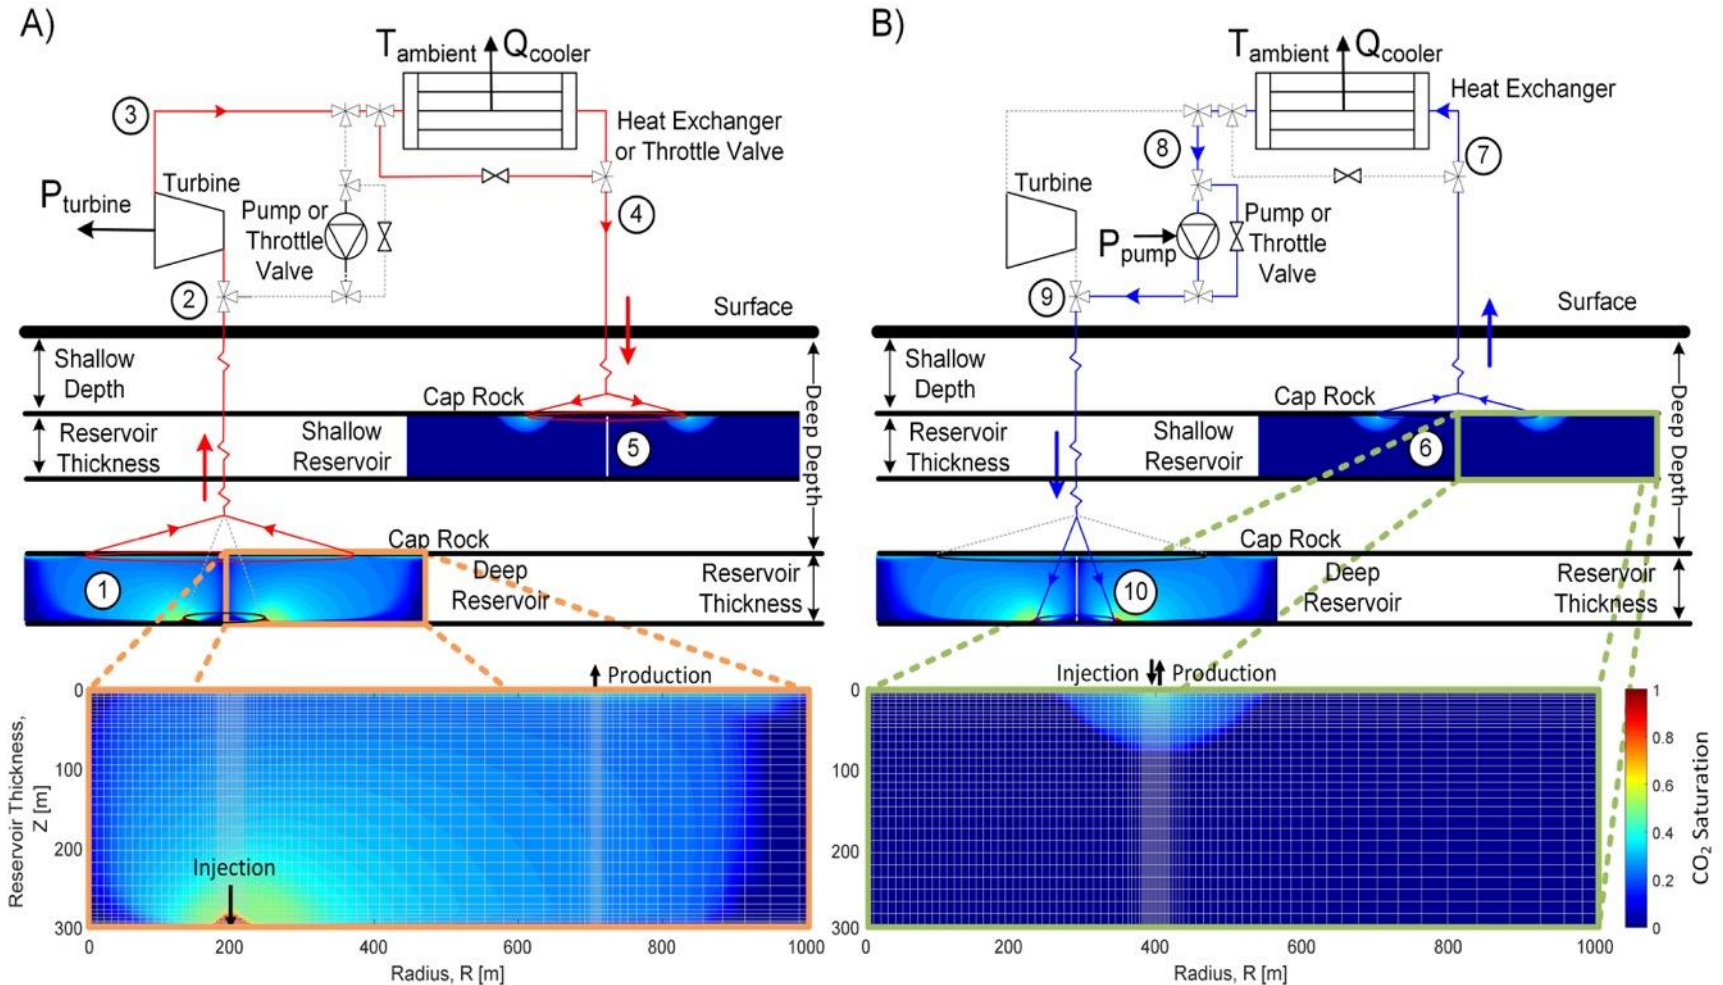 A)
T ambient Q cooler
3
Heat Exchanger
or Throttle Valve
P turbine
Turbine
Pump or
Throttle
Valve
4
2
Surface
Shallow
Depth
Cap Rock
Reservoir
Thickness
Shallow
Reservoir
5
Deep Depth
Cap Rock
1
Deep
Reservoir
Reservoir
Thickness
Production
Injection
Reservoir Thickness,
Z [m]
0
100
200
300
0 200 400 600 800 1000
Radius, R [m]
B)
T ambient Q cooler
Heat Exchanger
8
7
Turbine
Pump or
Throttle
Valve
P pump
9
Surface
Shallow
Depth
Cap Rock
Reservoir
Thickness
Shallow
Reservoir
6
Deep Depth
Cap Rock
10
Deep
Reservoir
Reservoir
Thickness
Injection Production
0
100
200
300
0 200 400 600 800 1000
Radius, R [m]
1
0.8
0.6
0.4
0.2
0
CO2 Saturation